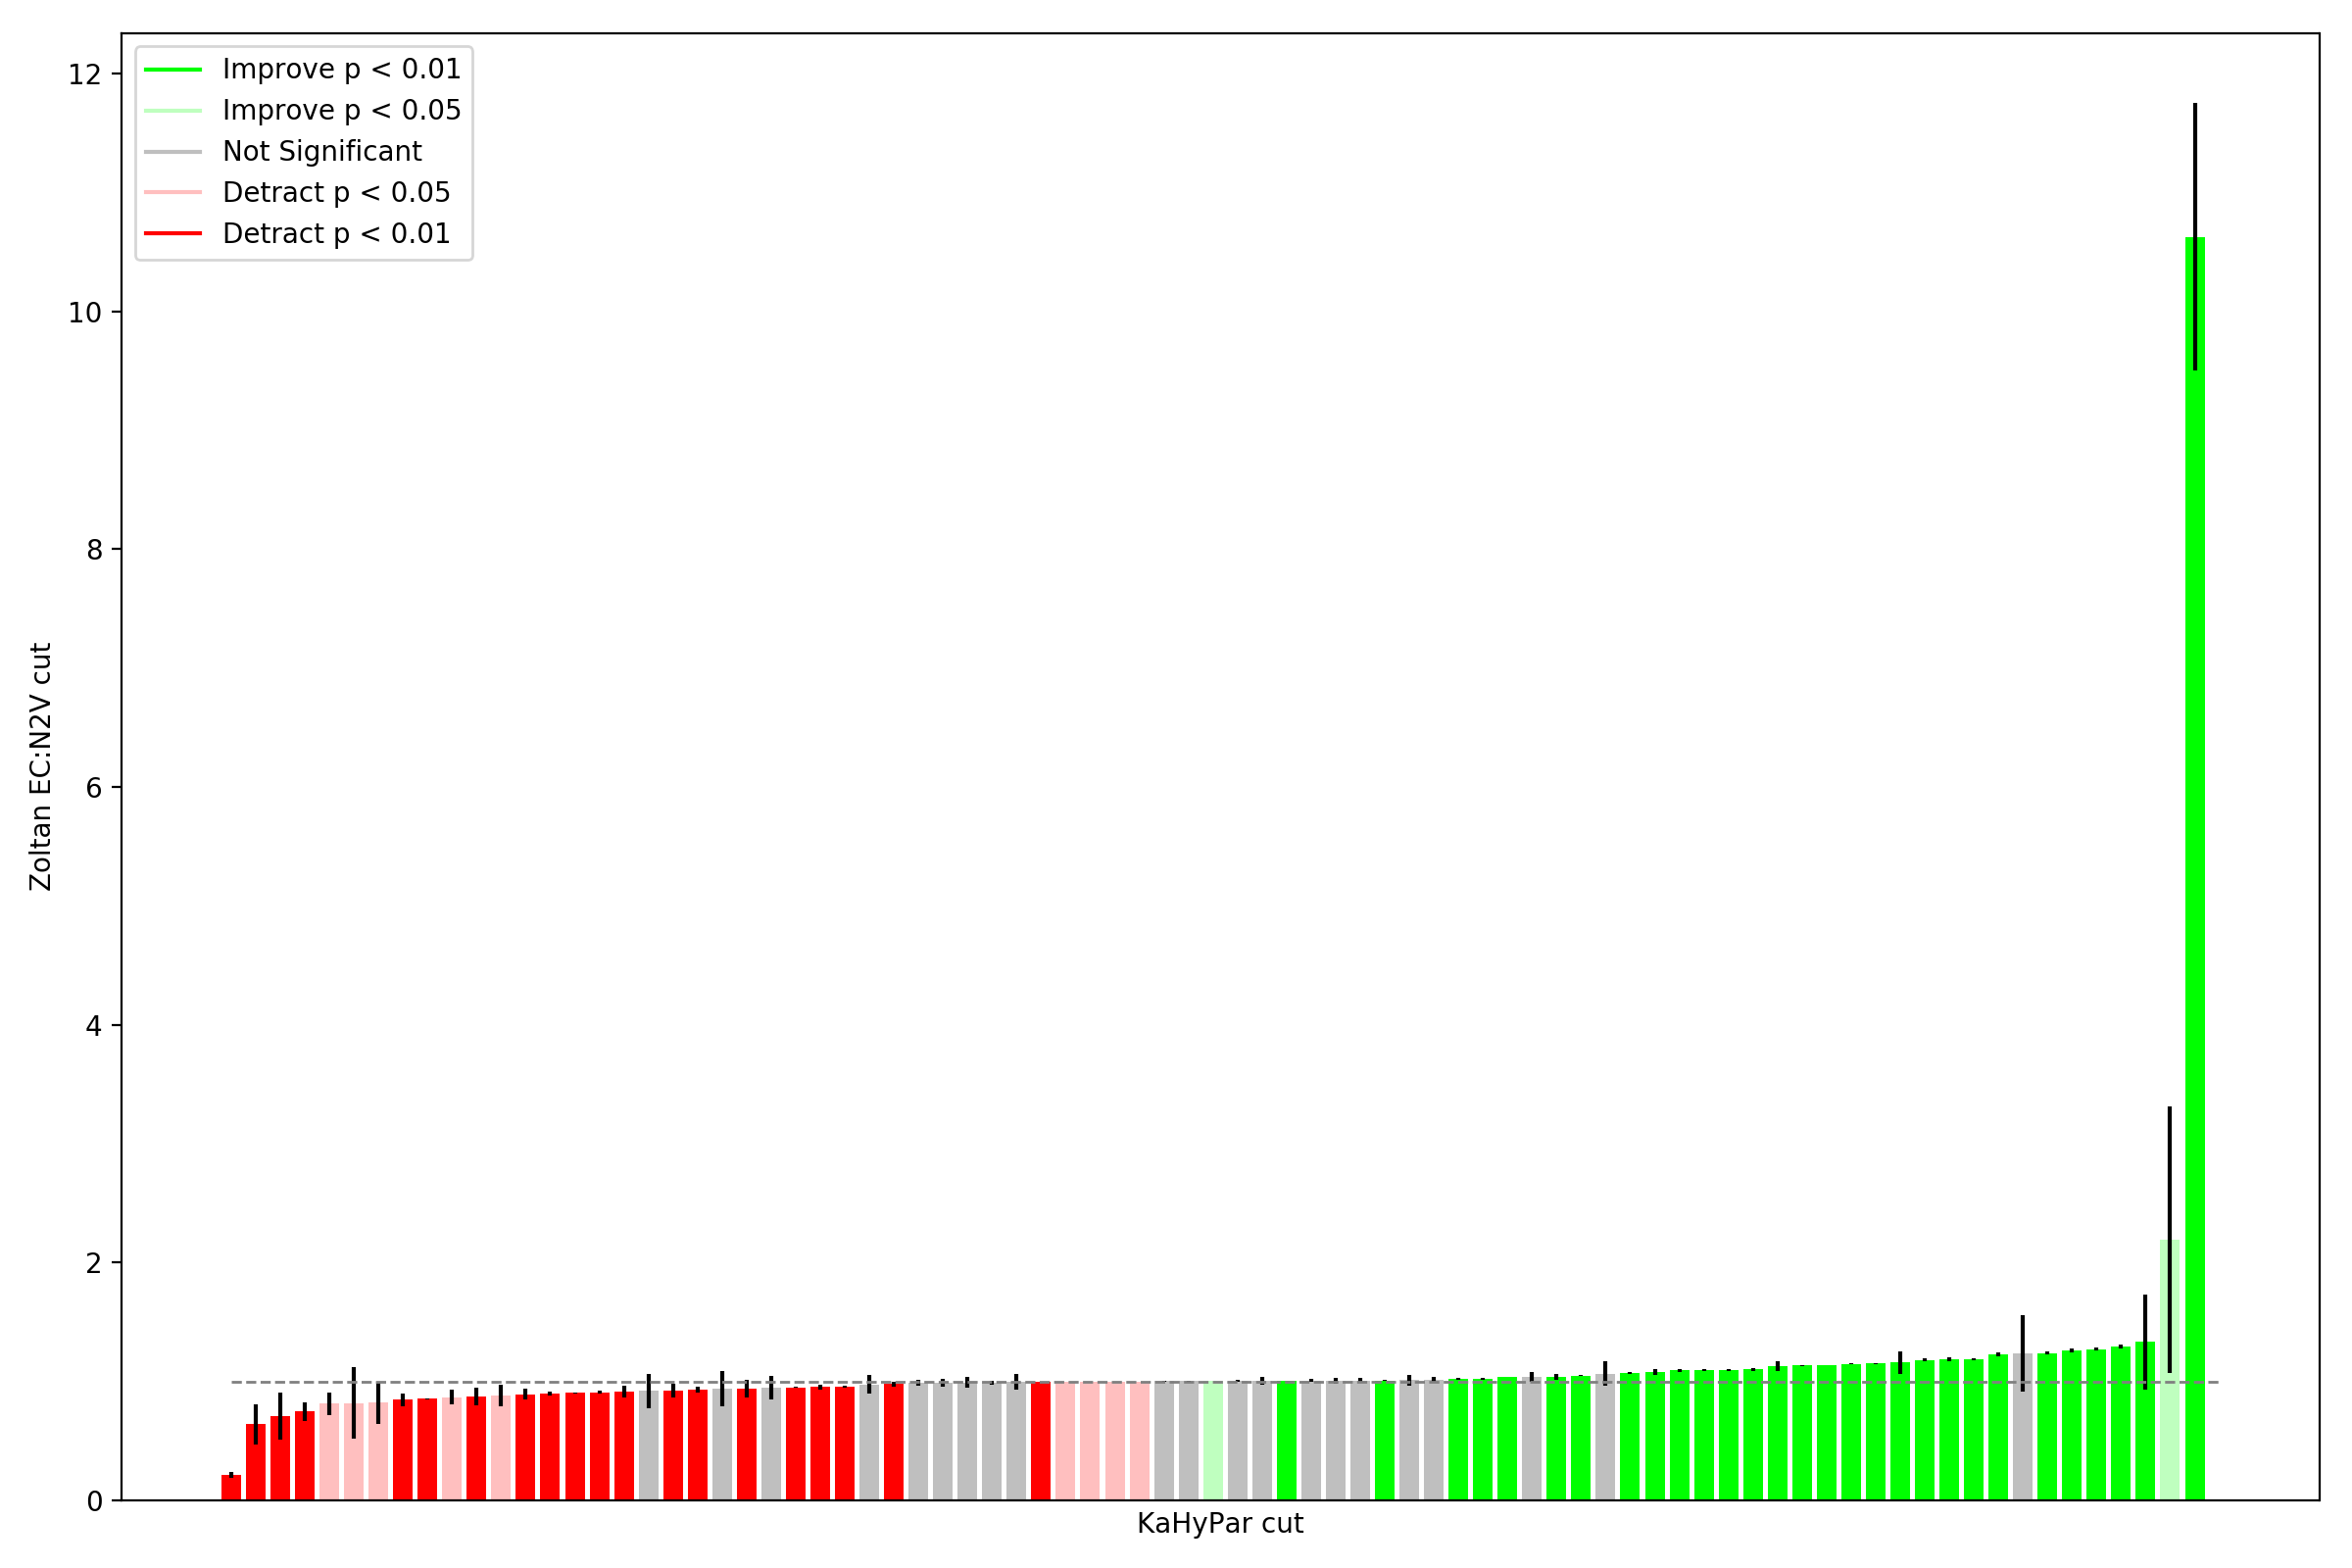 Improve p < 0.01
Improve p < 0.05
Not Significant
Detract p < 0.05
Detract p < 0.01
12
10
8
6
4
2
0
Zoltan EC:N2V cut
KaHyPar cut